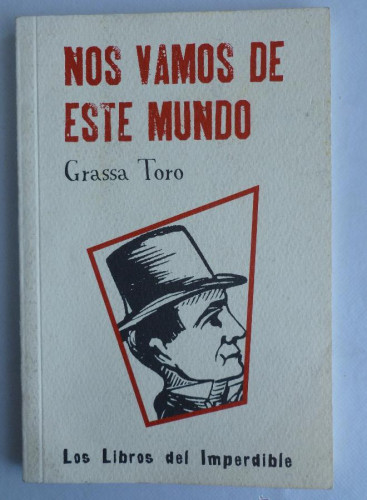 NOS VAMOS DE
ESTE MUNDO
Grassa Toro
Los Libros del Imperdible